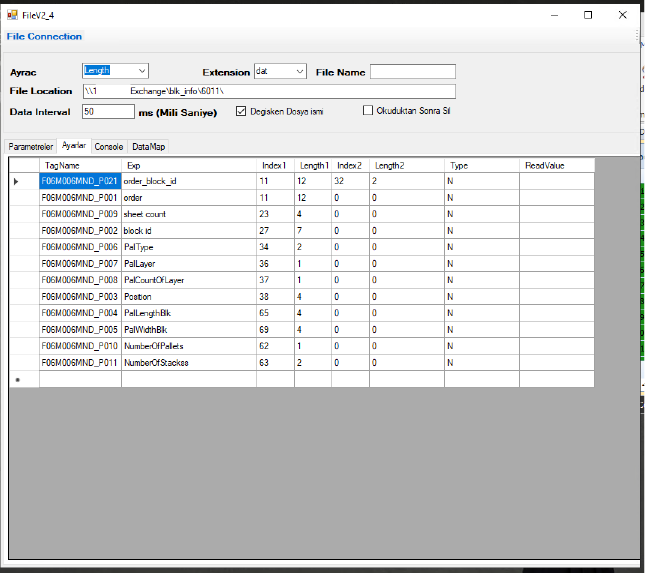 FileV2_4
File Connection
Ayrac Length Extension dat File Name
File Location \\1 Exchange\blk_info\6011\
Data Interval 50 ms (Mili Saniye) Degisken Dosya ismi Okuduktan Sonra Sil
Parametreler Ayarlar Console DataMap
TagName Exp Index1 Length1 Index2 Length2 Type ReadValue
F06M006MND_P021 order_block_id 11 12 32 2 N
F06M006MND_P001 order 11 12 0 0 N
F06M006MND_P009 sheet count 23 4 0 0 N
F06M006MND_P002 block id 27 7 0 0 N
F06M006MND_P006 PalType 34 2 0 0 N
F06M006MND_P007 PalLayer 36 1 0 0 N
F06M006MND_P008 PalCountOfLayer 37 1 0 0 N
F06M006MND_P003 Position 38 4 0 0 N
F06M006MND_P004 PalLengthBlk 65 4 0 0 N
F06M006MND_P005 PalWidthBlk 69 4 0 0 N
F06M006MND_P010 NumberOfPallets 62 1 0 0 N
F06M006MND_P011 NumberOfStackes 63 2 0 0 N